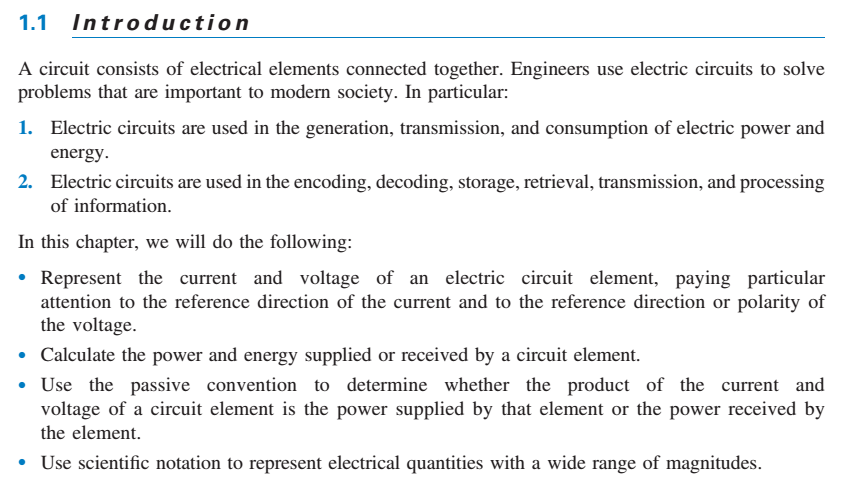 1.1 Introduction
A circuit consists of electrical elements connected together. Engineers use electric circuits to solve
problems that are important to modern society. In particular:
1. Electric circuits are used in the generation, transmission, and consumption of electric power and
energy.
2. Electric circuits are used in the encoding, decoding, storage, retrieval, transmission, and processing
of information.
In this chapter, we will do the following:
• Represent the current and voltage of an electric circuit element, paying particular
attention to the reference direction of the current and to the reference direction or polarity of
the voltage.
• Calculate the power and energy supplied or received by a circuit element.
• Use the passive convention to determine whether the product of the current and
voltage of a circuit element is the power supplied by that element or the power received by
the element.
• Use scientific notation to represent electrical quantities with a wide range of magnitudes.